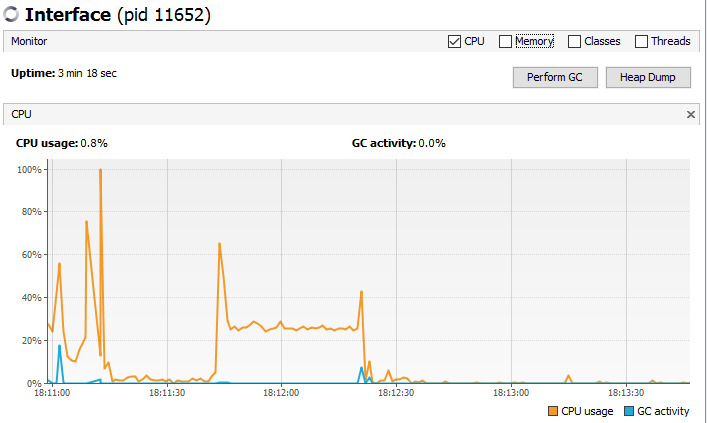 Interface (pid 11652)
Monitor CPU Memory Classes Threads
Uptime: 3 min 18 sec Perform GC Heap Dump
CPU
CPU usage: 0.8% GC activity: 0.0%
100%
80%
60%
40%
20%
0%
18:11:00 18:11:30 18:12:00 18:12:30 18:13:00 18:13:30
CPU usage GC activity